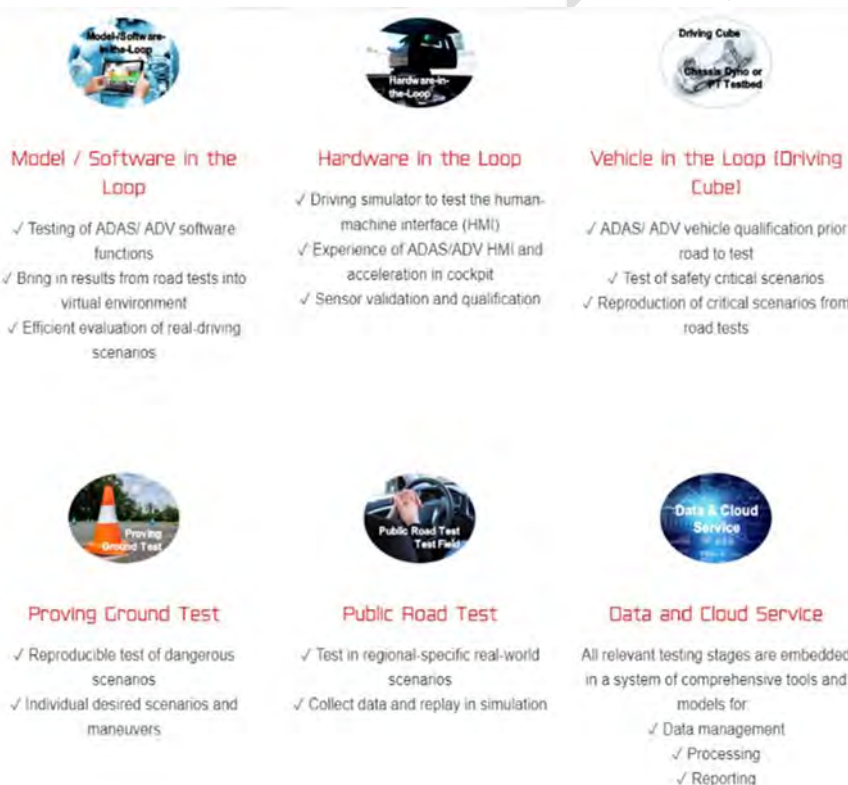 Model-/Software-
in-the-Loop
Hardware-in-
the-Loop
Driving Cube
Chassis Dyno or
PT Testbed
Model / Software in the
Loop
✓ Testing of ADAS/ ADV software
functions
✓ Bring in results from road tests into
virtual environment
✓ Efficient evaluation of real-driving
scenarios
Hardware in the Loop
✓ Driving simulator to test the human-
machine interface (HMI)
✓ Experience of ADAS/ADV HMI and
acceleration in cockpit
✓ Sensor validation and qualification
Vehicle in the Loop (Driving
Cube)
✓ ADAS/ ADV vehicle qualification prior
road to test
✓ Test of safety critical scenarios
✓ Reproduction of critical scenarios from
road tests
Proving
Ground Test
Public Road Test
Test Field
Data & Cloud
Service
Proving Ground Test
✓ Reproducible test of dangerous
scenarios
✓ Individual desired scenarios and
maneuvers
Public Road Test
✓ Test in regional-specific real-world
scenarios
✓ Collect data and replay in simulation
Data and Cloud Service
All relevant testing stages are embedded
in a system of comprehensive tools and
models for
✓ Data management
✓ Processing
✓ Reporting